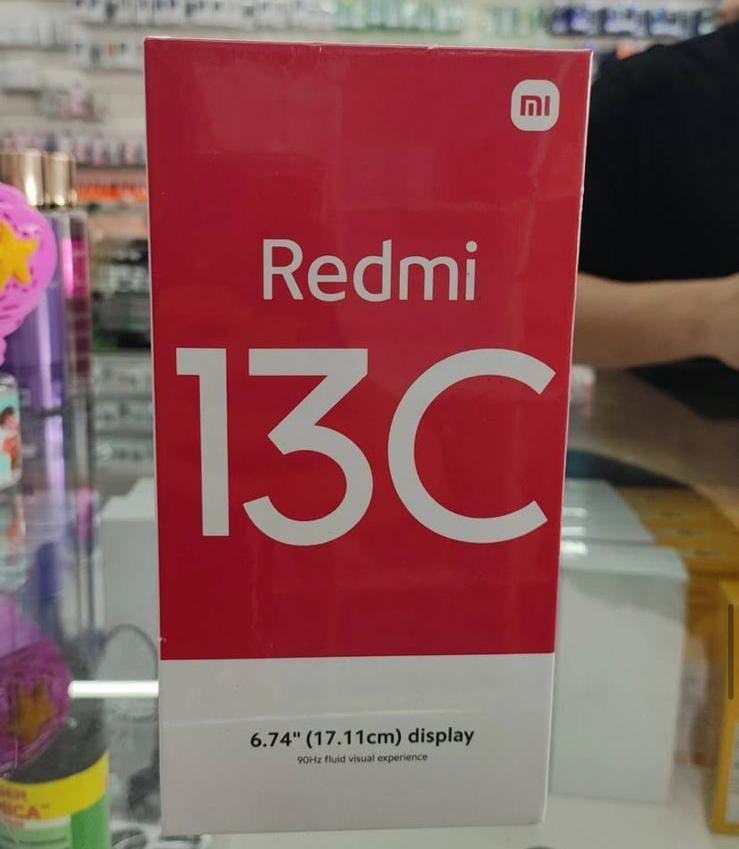 mi
Redmi
13C
6.74" (17.11cm) display
90Hz fluid visual experience